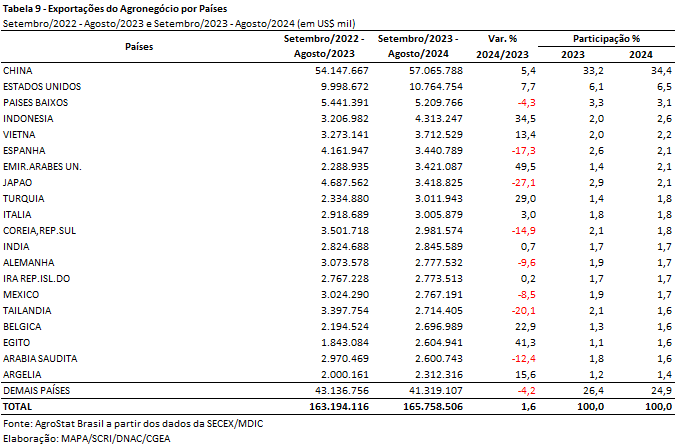 Tabela 9 - Exportações do Agronegócio por Países
Setembro/2022 - Agosto/2023 e Setembro/2023 - Agosto/2024 (em US$ mil)
Países Setembro/2022 - Agosto/2023 Setembro/2023 - Agosto/2024 Var. % 2024/2023 Participação %
2023 2024
CHINA 54.147.667 57.065.788 5,4 33,2 34,4
ESTADOS UNIDOS 9.998.672 10.764.754 7,7 6,1 6,5
PAISES BAIXOS 5.441.391 5.209.766 -4,3 3,3 3,1
INDONESIA 3.206.982 4.313.247 34,5 2,0 2,6
VIETNA 3.273.141 3.712.529 13,4 2,0 2,2
ESPANHA 4.161.947 3.440.789 -17,3 2,6 2,1
EMIR.ARABES UN. 2.288.935 3.421.087 49,5 1,4 2,1
JAPAO 4.687.562 3.418.825 -27,1 2,9 2,1
TURQUIA 2.334.880 3.011.943 29,0 1,4 1,8
ITALIA 2.918.689 3.005.879 3,0 1,8 1,8
COREIA,REP.SUL 3.501.718 2.981.574 -14,9 2,1 1,8
INDIA 2.824.688 2.845.589 0,7 1,7 1,7
ALEMANHA 3.073.578 2.777.532 -9,6 1,9 1,7
IRA REP.ISL.DO 2.767.228 2.773.513 0,2 1,7 1,7
MEXICO 3.024.290 2.767.191 -8,5 1,9 1,7
TAILANDIA 3.397.754 2.714.405 -20,1 2,1 1,6
BELGICA 2.194.524 2.696.989 22,9 1,3 1,6
EGITO 1.843.084 2.604.941 41,3 1,1 1,6
ARABIA SAUDITA 2.970.469 2.600.743 -12,4 1,8 1,6
ARGELIA 2.000.161 2.312.316 15,6 1,2 1,4
DEMAIS PAÍSES 43.136.756 41.319.107 -4,2 26,4 24,9
TOTAL 163.194.116 165.758.506 1,6 100,0 100,0
Fonte: AgroStat Brasil a partir dos dados da SECEX/MDIC
Elaboração: MAPA/SCRI/DNAC/CGEA